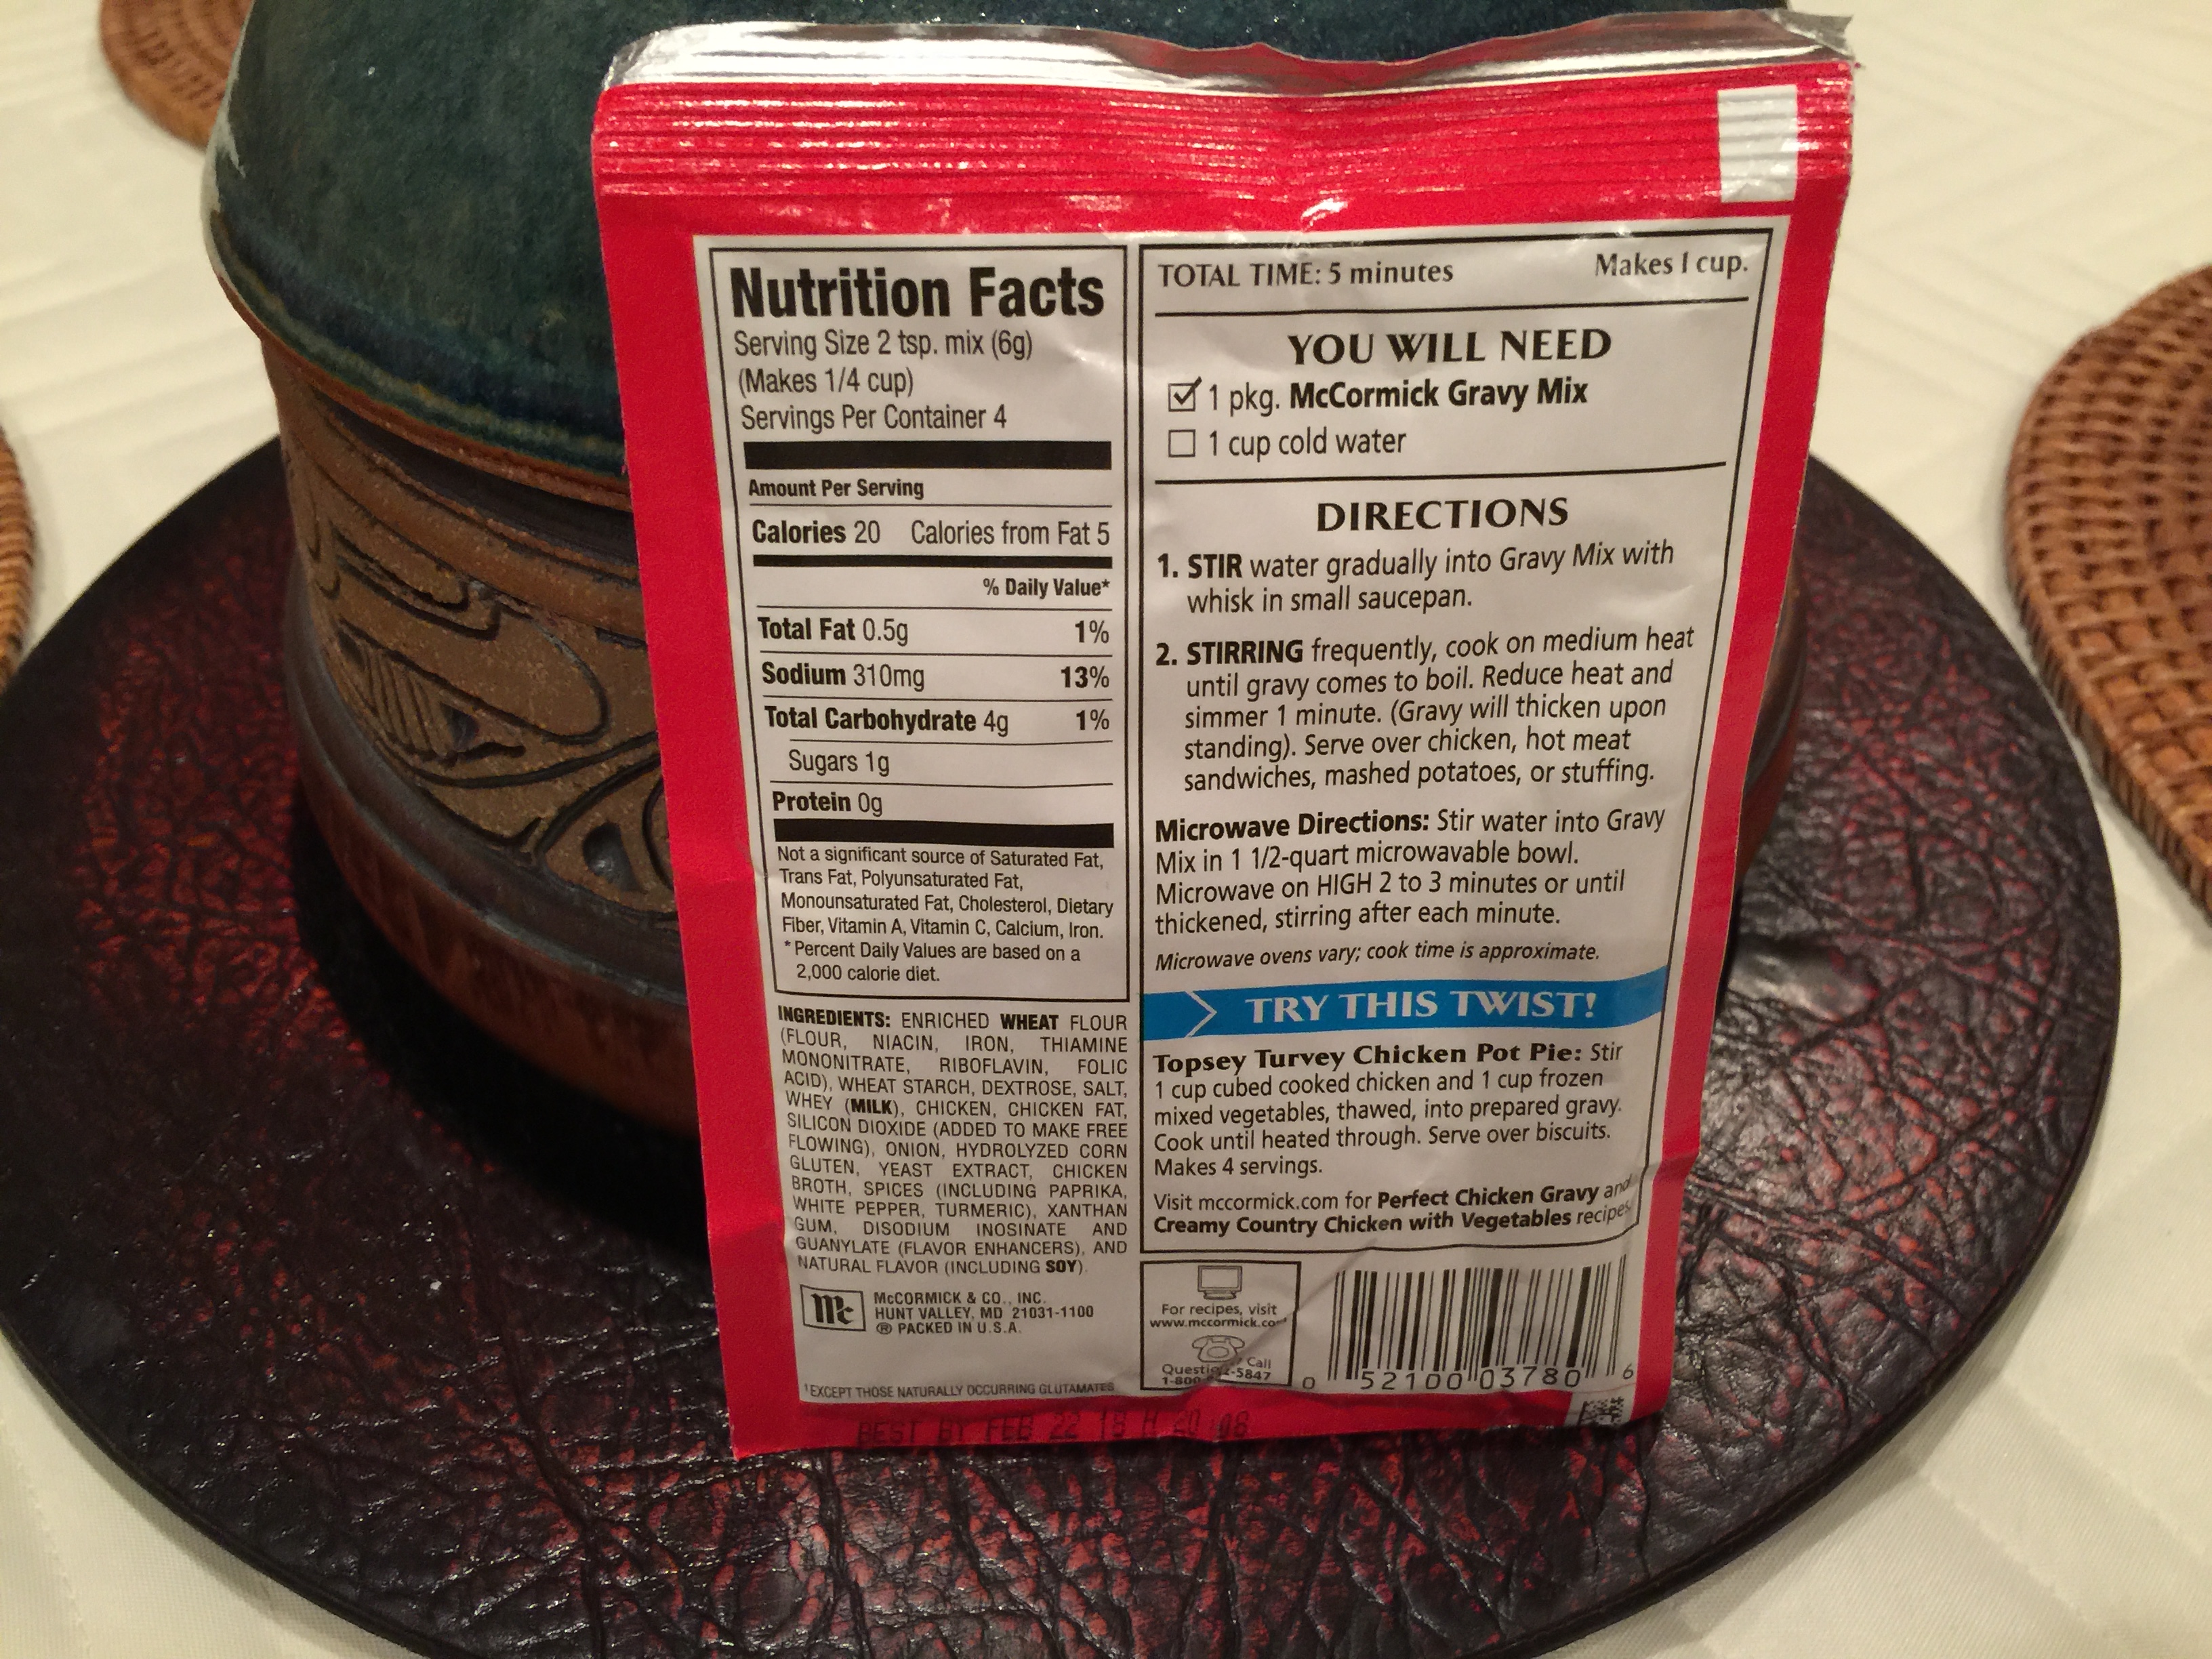 Nutrition Facts
Serving Size 2 tsp. mix (6g)
(Makes 1/4 cup)
Servings Per Container 4
Amount Per Serving
Calories 20 Calories from Fat 5
% Daily Value*
Total Fat 0.5g 1%
Sodium 310mg 13%
Total Carbohydrate 4g 1%
Sugars 1g
Protein 0g
Not a significant source of Saturated Fat,
Trans Fat, Polyunsaturated Fat,
Monounsaturated Fat, Cholesterol, Dietary
Fiber, Vitamin A, Vitamin C, Calcium, Iron.
*Percent Daily Values are based on a
2,000 calorie diet.
INGREDIENTS: ENRICHED WHEAT FLOUR
(FLOUR, NIACIN, IRON, THIAMINE
MONONITRATE, RIBOFLAVIN, FOLIC
ACID), WHEAT STARCH, DEXTROSE, SALT,
WHEY (MILK), CHICKEN, CHICKEN FAT,
SILICON DIOXIDE (ADDED TO MAKE FREE
FLOWING), ONION, HYDROLYZED CORN
GLUTEN, YEAST EXTRACT, CHICKEN
BROTH, SPICES (INCLUDING PAPRIKA,
WHITE PEPPER, TURMERIC), XANTHAN
GUM, DISODIUM INOSINATE AND
GUANYLATE (FLAVOR ENHANCERS), AND
NATURAL FLAVOR (INCLUDING SOY).
Mc
McCORMICK & CO., INC.
HUNT VALLEY, MD 21031-1100
® PACKED IN U.S.A.
†EXCEPT THOSE NATURALLY OCCURRING GLUTAMATES
TOTAL TIME: 5 minutes Makes 1 cup.
YOU WILL NEED
1 pkg. McCormick Gravy Mix
1 cup cold water
DIRECTIONS
1. STIR water gradually into Gravy Mix with
whisk in small saucepan.
2. STIRRING frequently, cook on medium heat
until gravy comes to boil. Reduce heat and
simmer 1 minute. (Gravy will thicken upon
standing). Serve over chicken, hot meat
sandwiches, mashed potatoes, or stuffing.
Microwave Directions: Stir water into Gravy
Mix in 1 1/2-quart microwavable bowl.
Microwave on HIGH 2 to 3 minutes or until
thickened, stirring after each minute.
Microwave ovens vary; cook time is approximate.
TRY THIS TWIST!
Topsey Turvey Chicken Pot Pie: Stir
1 cup cubed cooked chicken and 1 cup frozen
mixed vegetables, thawed, into prepared gravy.
Cook until heated through. Serve over biscuits.
Makes 4 servings.
Visit mccormick.com for Perfect Chicken Gravy and
Creamy Country Chicken with Vegetables recipes
For recipes, visit
www.mccormick.co
Call
1-800
-5847
0 52100 03780 6
BEST BY FEB 22 18 H 20:08